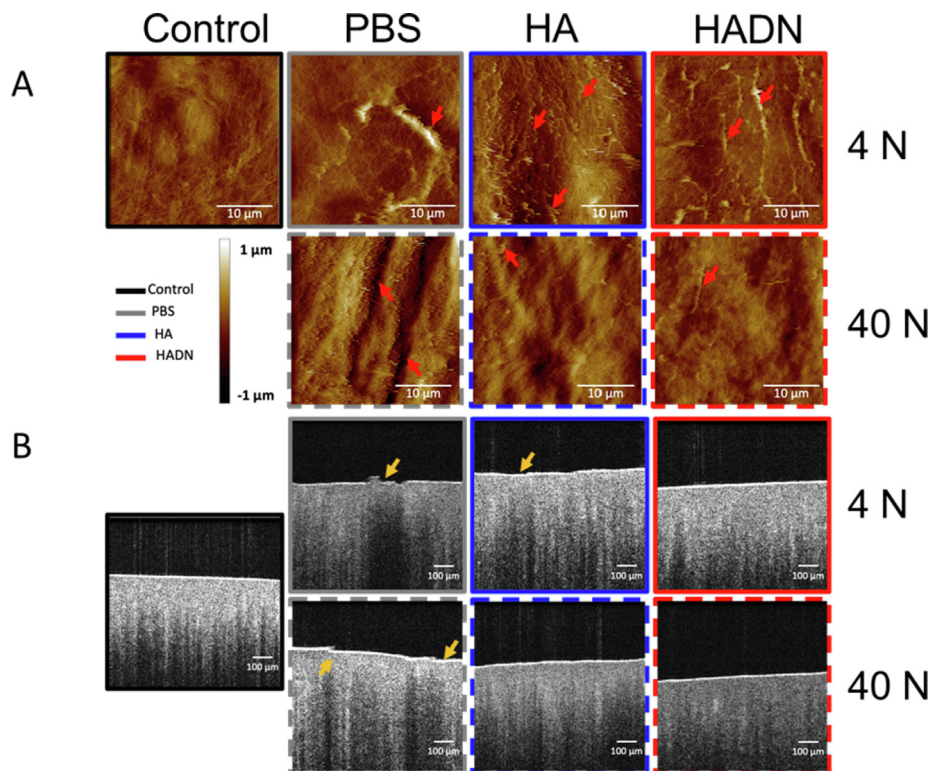 Control PBS HA HADN
A
10 µm 10 µm 10 µm 10 µm
4 N
1 µm
-1 µm
Control
PBS
HA
HADN
10 µm 10 µm 10 µm
40 N
B
100 µm 100 µm 100 µm
4 N
100 µm
100 µm 100 µm 100 µm
40 N